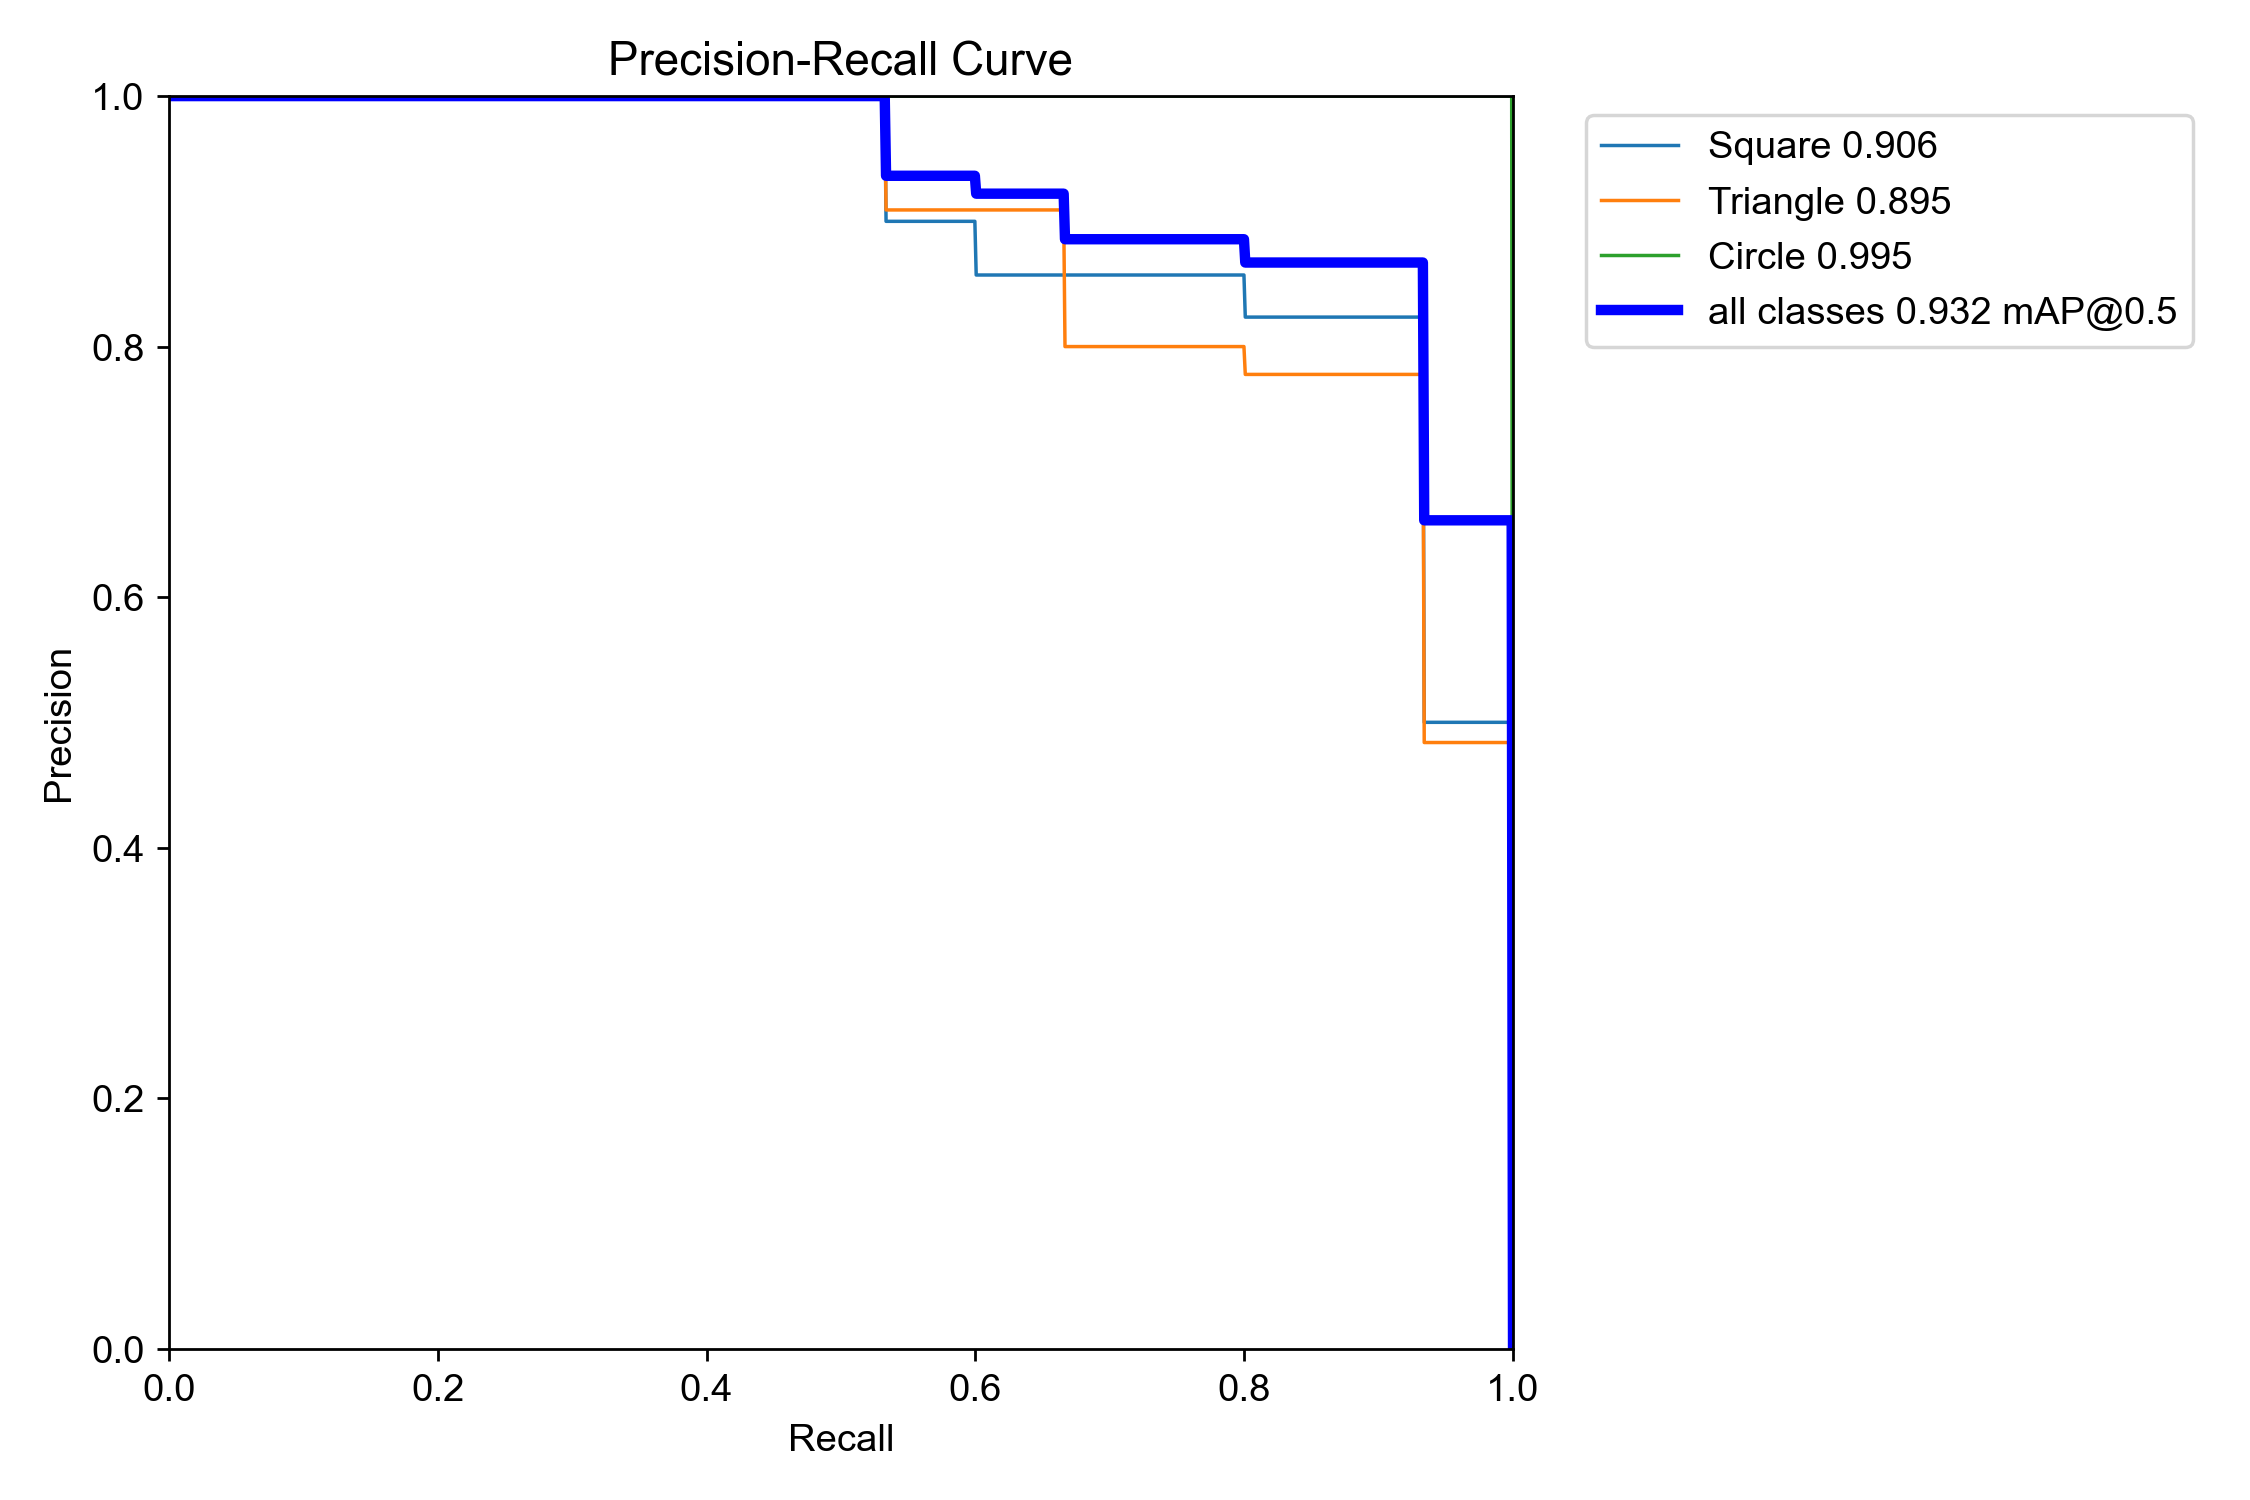 Precision-Recall Curve
1.0
0.8
0.6
0.4
0.2
0.0
Precision
0.0 0.2 0.4 0.6 0.8 1.0
Recall
Square 0.906
Triangle 0.895
Circle 0.995
all classes 0.932 mAP@0.5